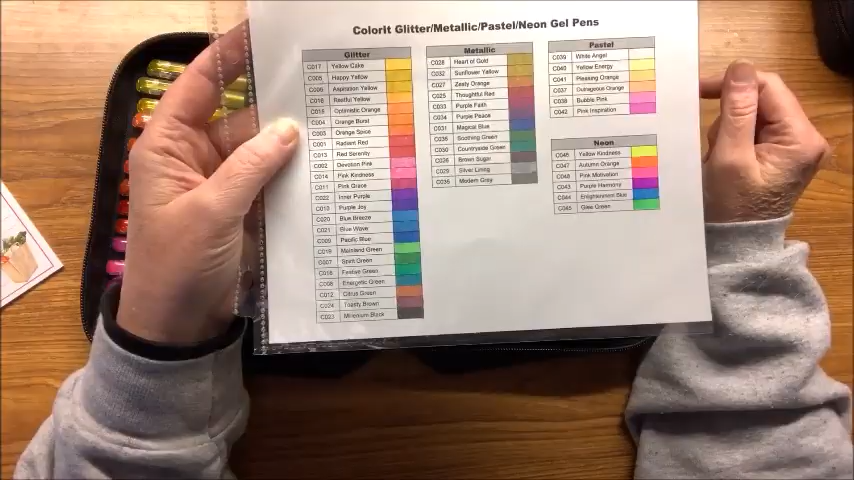 ColorIt Glitter/Metallic/Pastel/Neon Gel Pens
Glitter
C017 Yellow Cake
C005 Happy Yellow
Aspiration Yellow
C016 Restful Yellow
C015 Optimistic Orange
C004 Orange Burst
C003 Orange Spice
C001 Radiant Red
C013 Red Serenity
C002 Devotion Pink
C014 Pink Kindness
C011 Pink Grace
C022 Inner Purple
C010 Purple Joy
C020 Blue Breeze
C021 Blue Wave
C009 Pacific Blue
C019 Mainland Green
C007 Spirit Green
C018 Festive Green
Energetic Green
C012 Citrus Green
C024 Toasty Brown
C023 Millenium Black
Metallic
C028 Heart of Gold
C032 Sunflower Yellow
C027 Zesty Orange
C025 Thoughtful Red
C033 Purple Faith
C034 Purple Peace
C031 Magical Blue
C036 Soothing Green
C030 Countryside Green
C026 Brown Sugar
C029 Silver Lining
C035 Modern Gray
Pastel
C039 White Angel
C040 Yellow Energy
C041 Pleasing Orange
C037 Outrageous Orange
C038 Bubble Pink
C042 Pink Inspiration
Neon
Yellow Kindness
C047 Autumn Orange
C048 Pink Motivation
C043 Purple Harmony
C044 Enlightenment Blue
C045 Glee Green